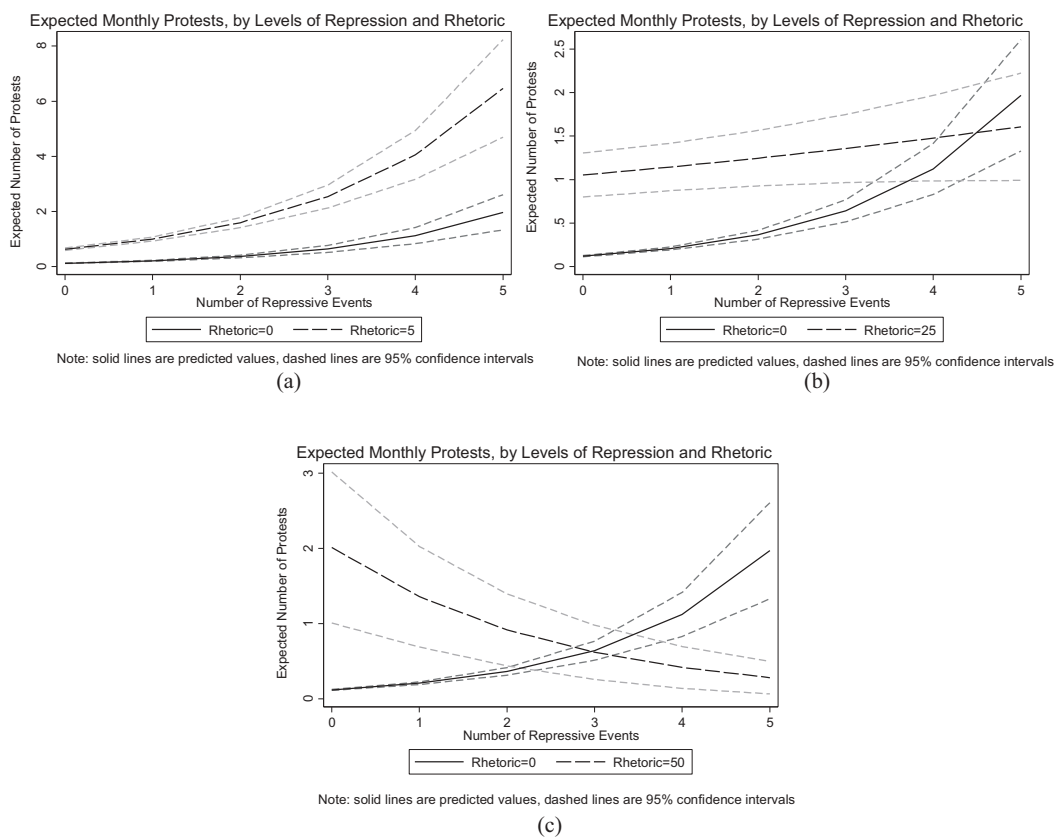 Expected Monthly Protests, by Levels of Repression and Rhetoric
Expected Number of Protests
8
6
4
2
0
0 1 2 3 4 5
Number of Repressive Events
Rhetoric=0 Rhetoric=5
Note: solid lines are predicted values, dashed lines are 95% confidence intervals
(a)
Expected Monthly Protests, by Levels of Repression and Rhetoric
Expected Number of Protests
2.5
2
1.5
1
.5
0
0 1 2 3 4 5
Number of Repressive Events
Rhetoric=0 Rhetoric=25
Note: solid lines are predicted values, dashed lines are 95% confidence intervals
(b)
Expected Monthly Protests, by Levels of Repression and Rhetoric
Expected Number of Protests
3
2
1
0
0 1 2 3 4 5
Number of Repressive Events
Rhetoric=0 Rhetoric=50
Note: solid lines are predicted values, dashed lines are 95% confidence intervals
(c)